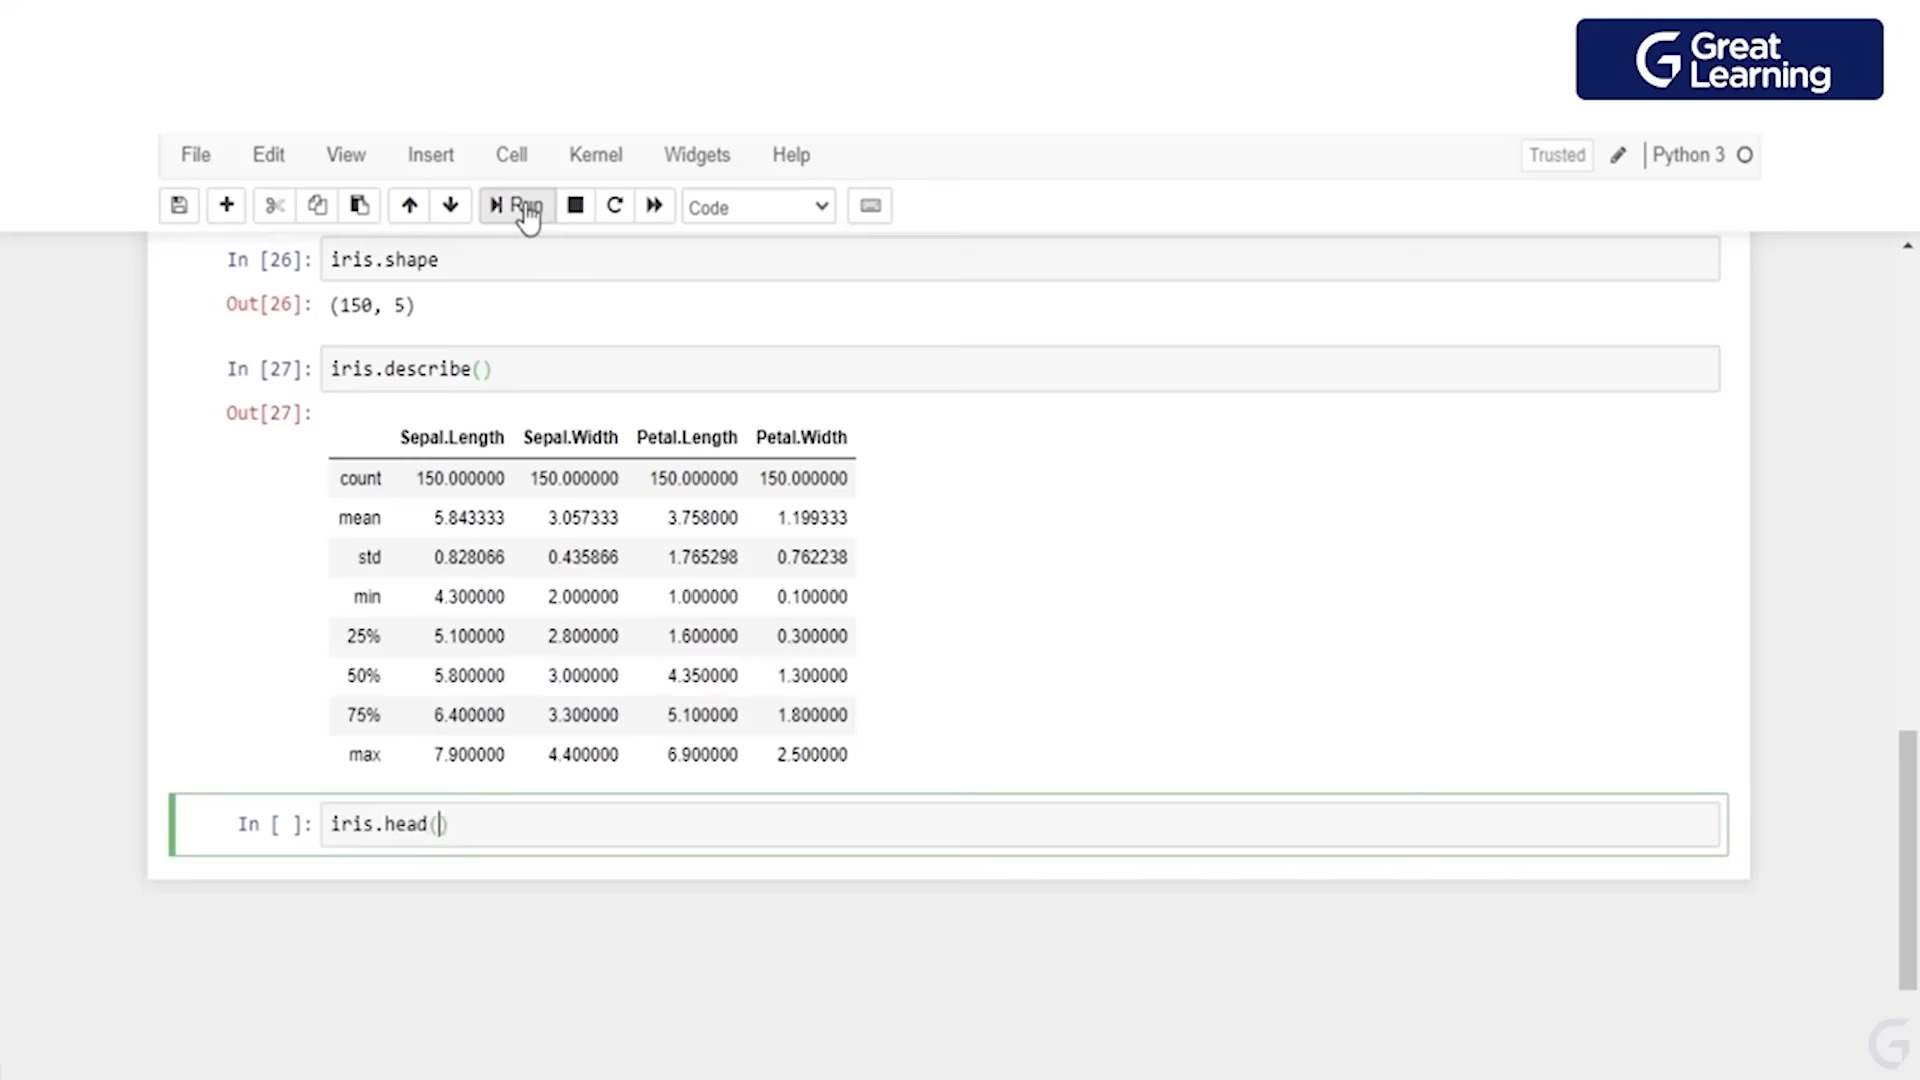 Great
Learning
File Edit View Insert Cell Kernel Widgets Help Trusted Python 3
Run Code
In [26]: iris.shape
Out[26]: (150, 5)
In [27]: iris.describe()
Out[27]:
Sepal.Length Sepal.Width Petal.Length Petal.Width
count 150.000000 150.000000 150.000000 150.000000
mean 5.843333 3.057333 3.758000 1.199333
std 0.828066 0.435866 1.765298 0.762238
min 4.300000 2.000000 1.000000 0.100000
25% 5.100000 2.800000 1.600000 0.300000
50% 5.800000 3.000000 4.350000 1.300000
75% 6.400000 3.300000 5.100000 1.800000
max 7.900000 4.400000 6.900000 2.500000
In [ ]: iris.head()